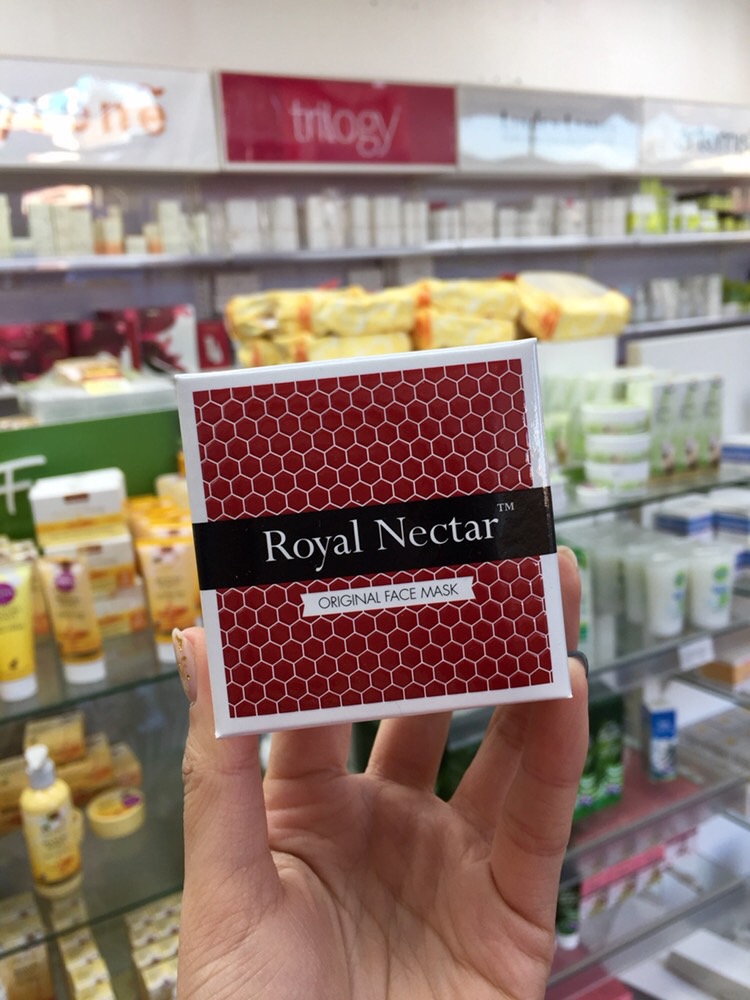 trilogy
Royal Nectar™
ORIGINAL FACE MASK